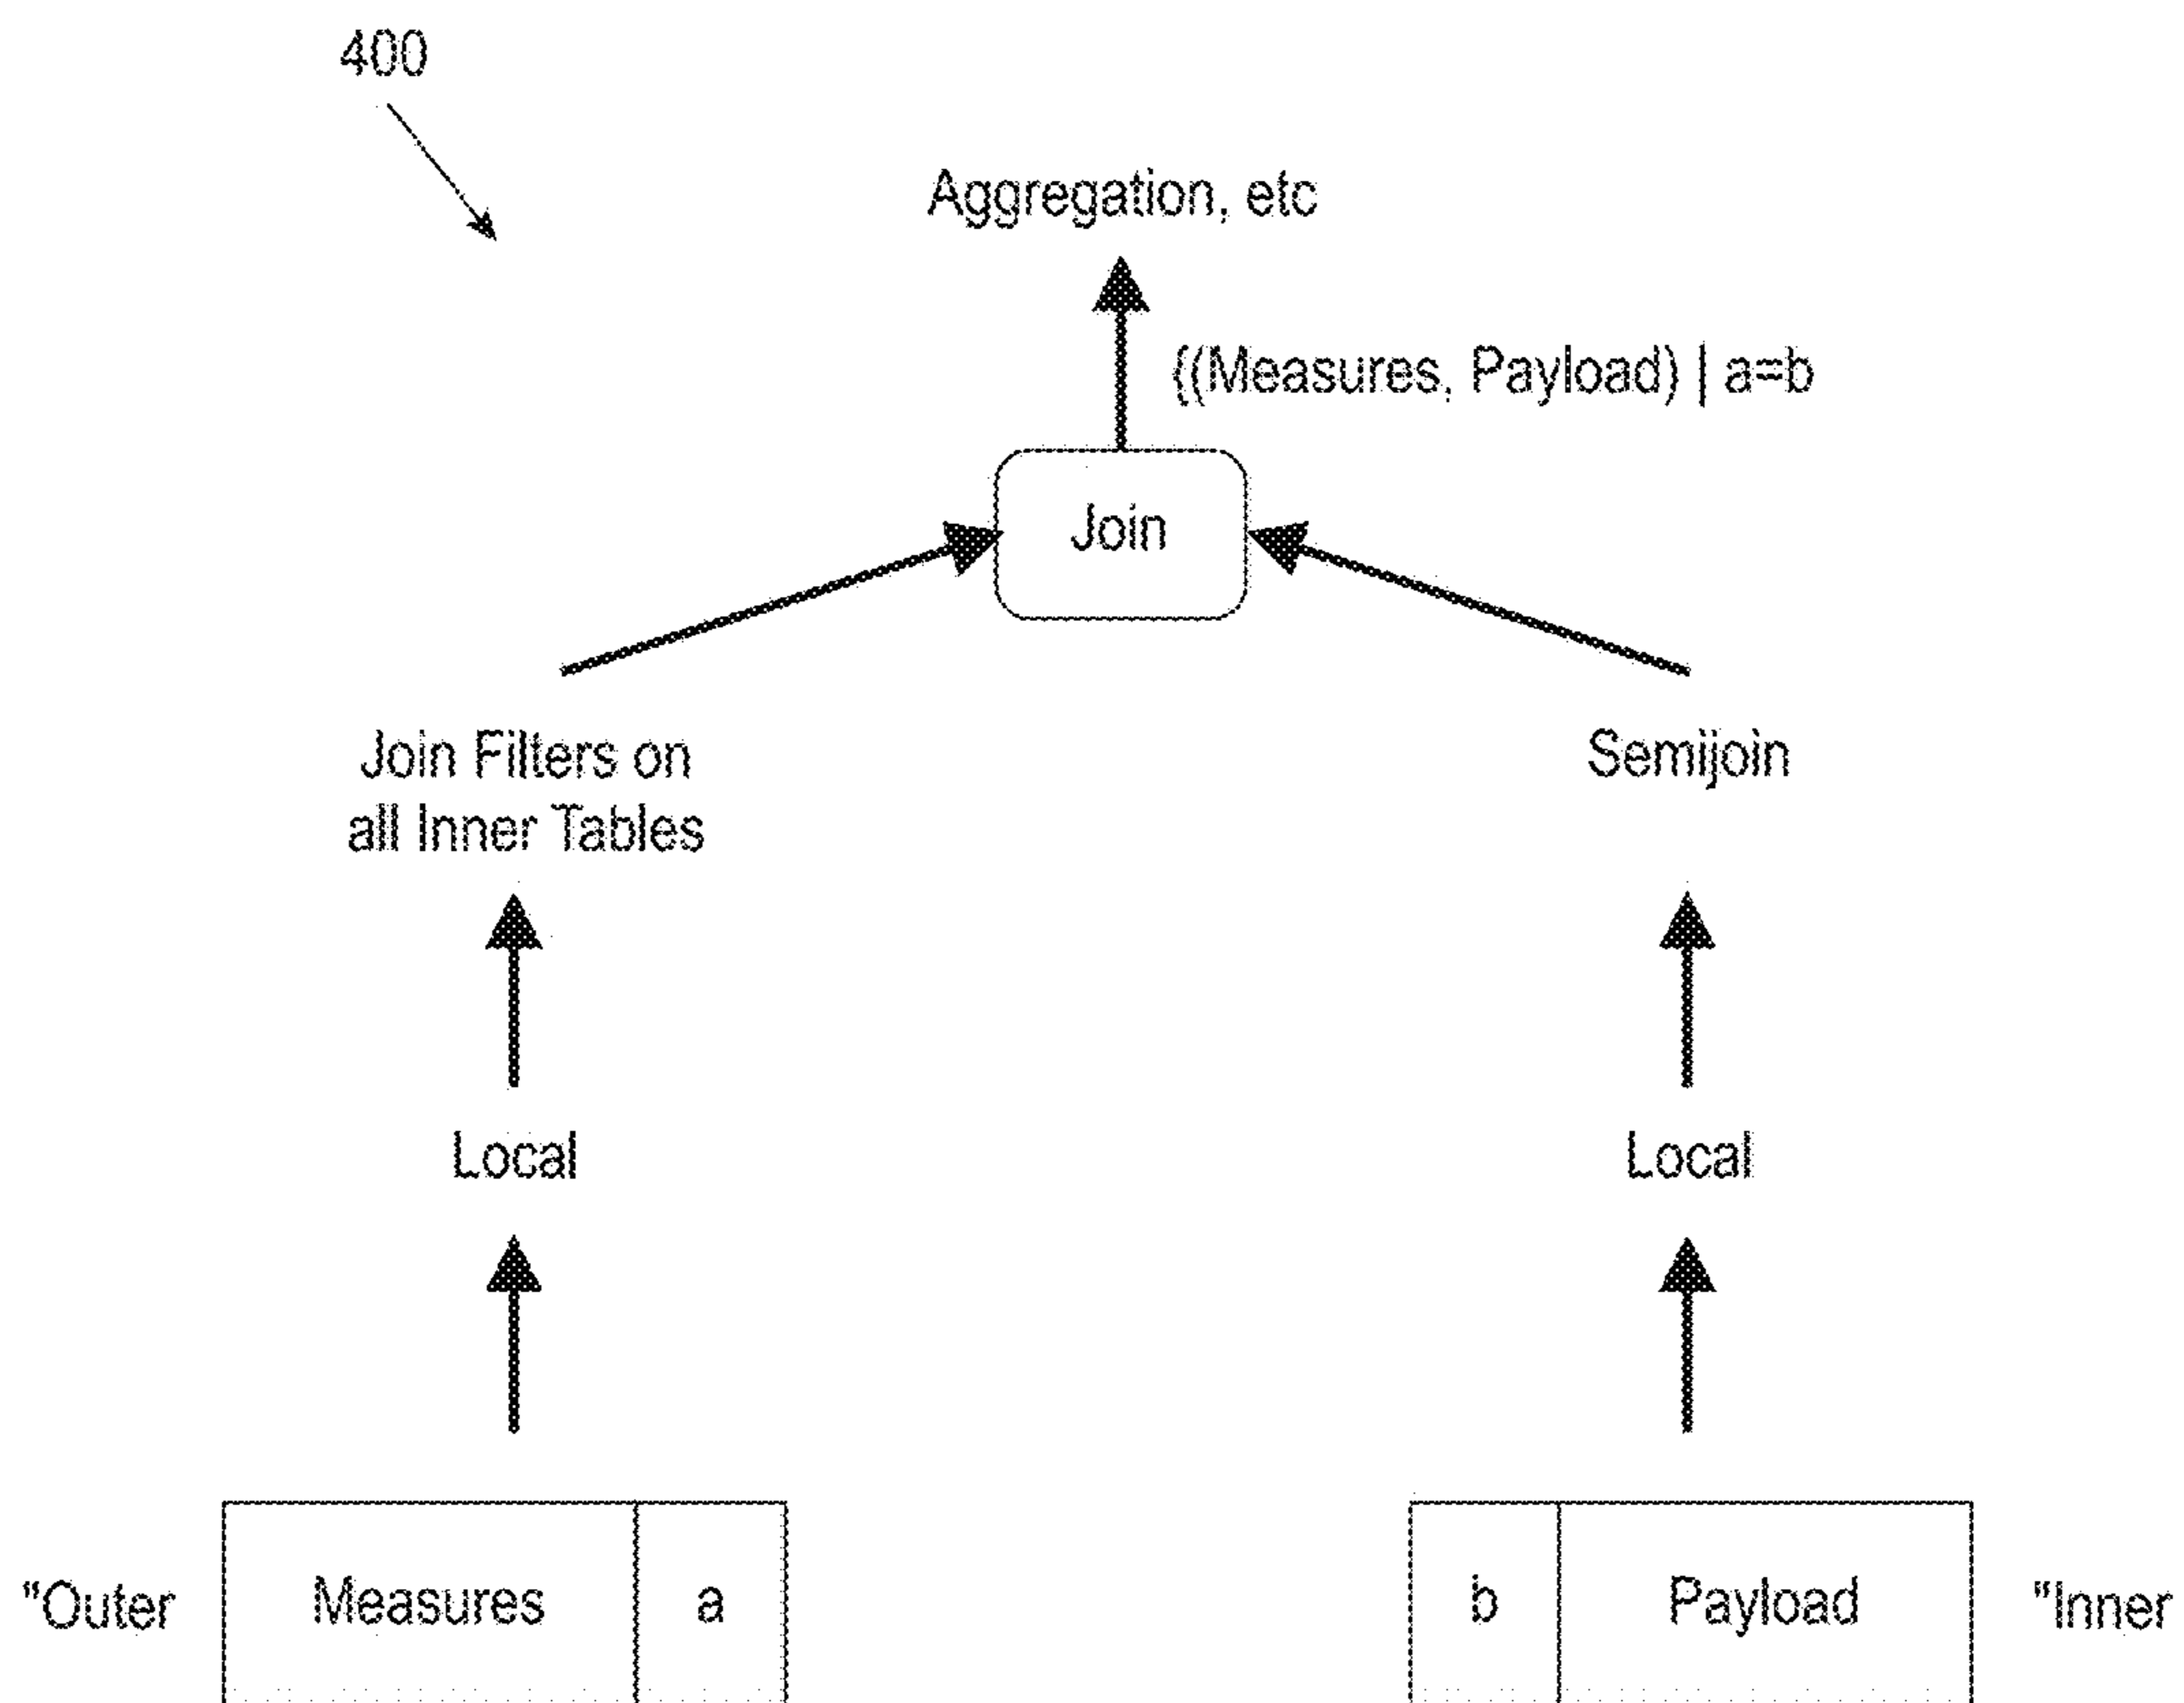 400
Aggregation, etc
{(Measures, Payload) | a=b
Join
Join Filters on
all Inner Tables
Semijoin
Local
Local
"Outer
Measures
a
b
Payload
"Inner